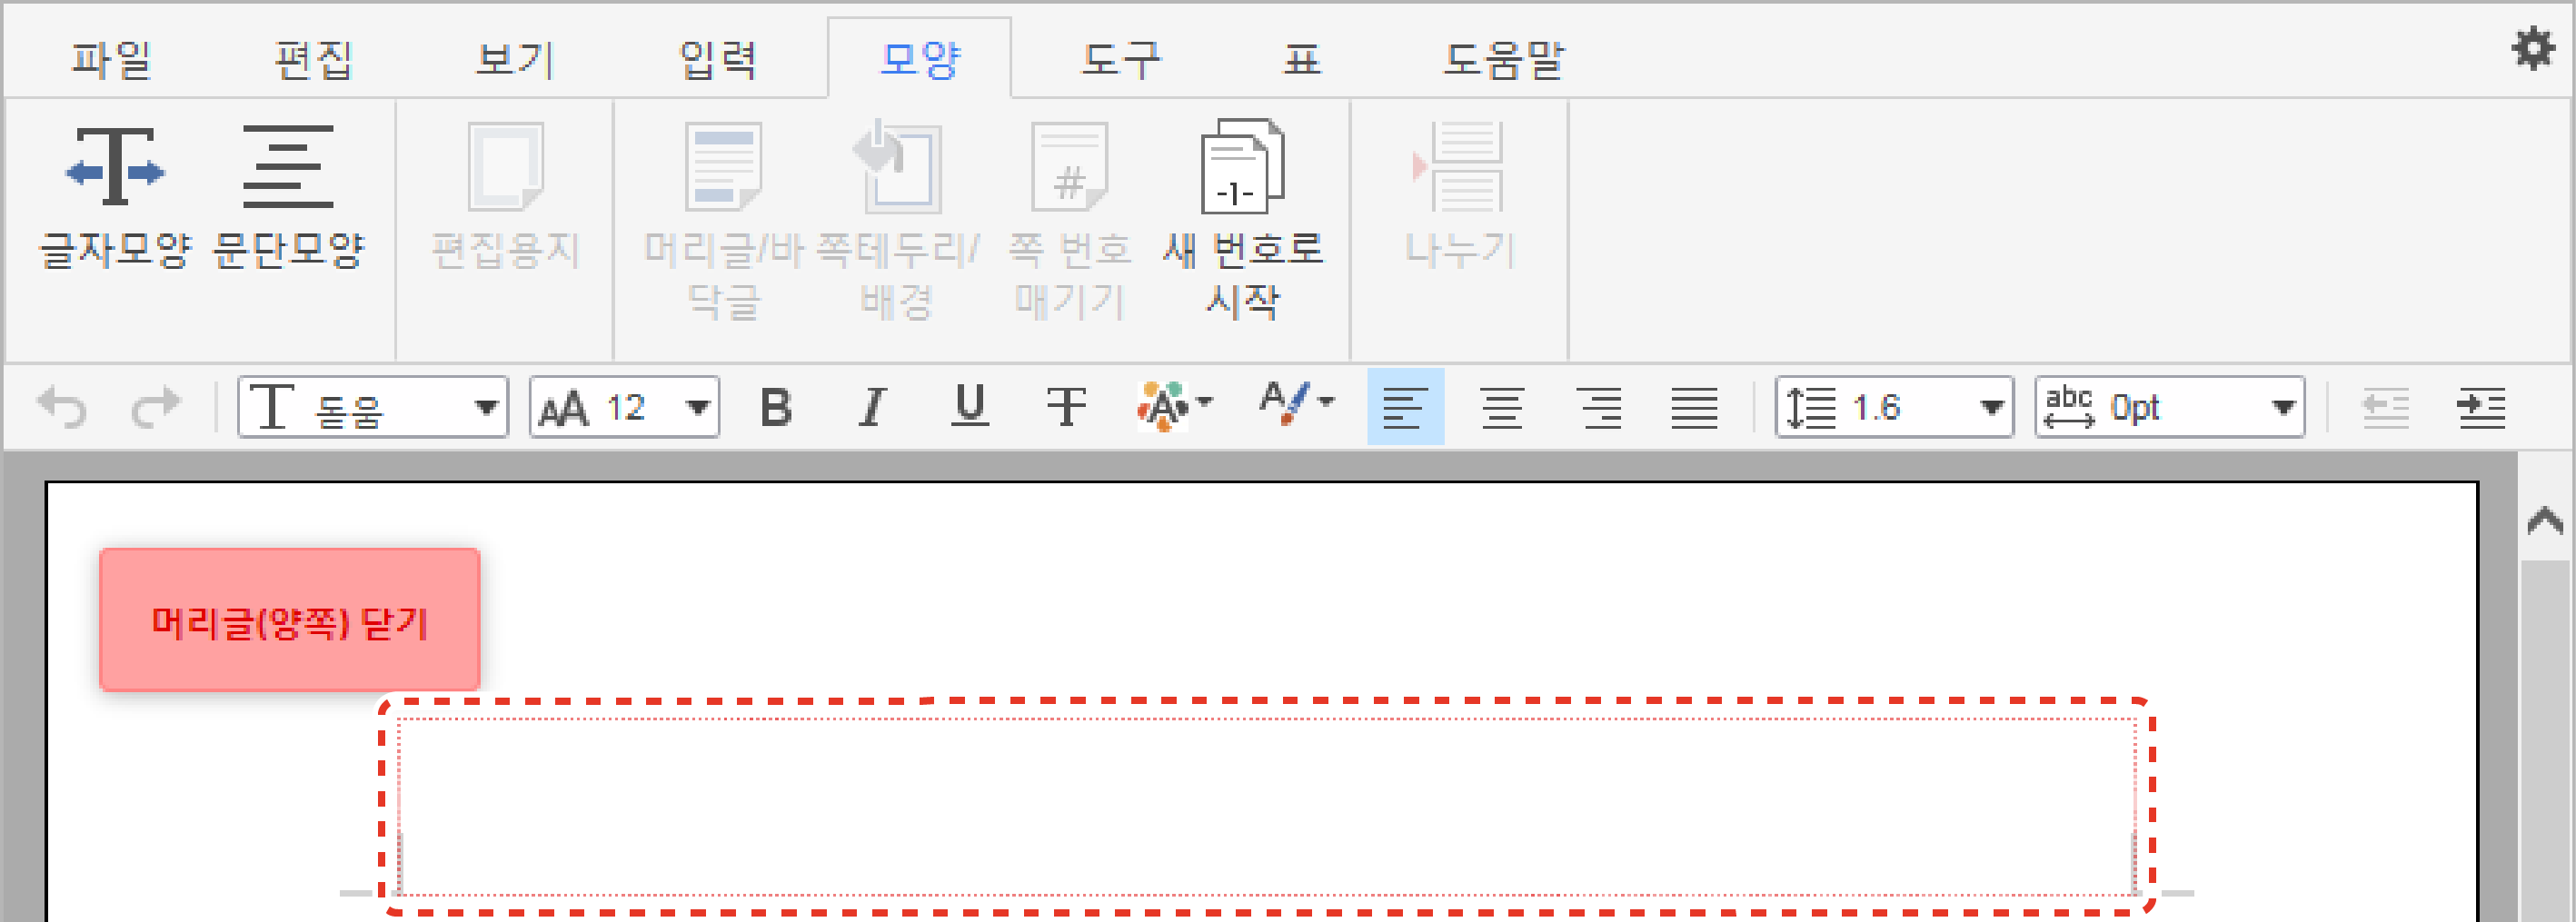 파일 편집 보기 입력 모양 도구 표 도움말
글자모양 문단모양 편집용지 머리글/바닥글 쪽테두리/배경 쪽 번호 매기기 새 번호로 시작 나누기
돋움 12 1.6 0pt
머리글(양쪽) 닫기